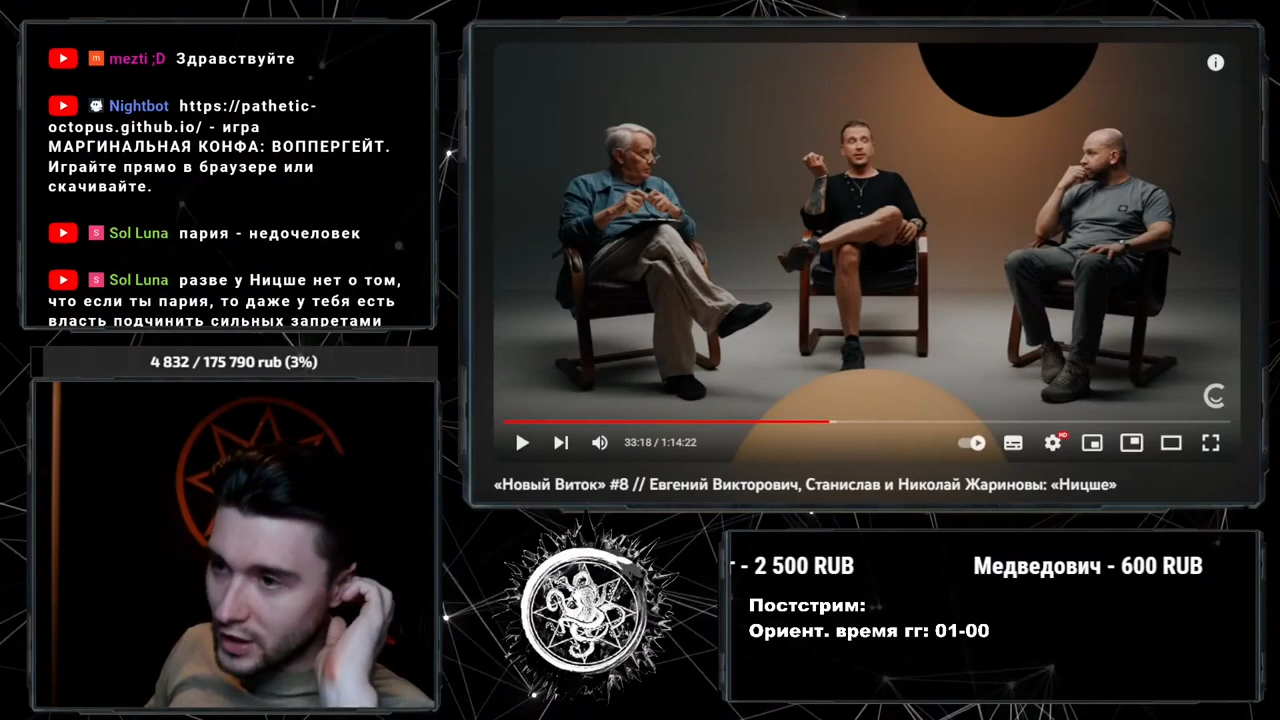 m mezti ;D Здравствуйте
Nightbot https://pathetic-
octopus.github.io/ - игра
МАРГИНАЛЬНАЯ КОНФА: ВОППЕРГЕЙТ.
Играйте прямо в браузере или
скачивайте.
S Sol Luna пария - недочеловек
S Sol Luna разве у Ницше нет о том,
что если ты пария, то даже у тебя есть
власть подчинить сильных запретами
4 832 / 175 790 rub (3%)
33:18 / 1:14:22
HD
«Новый Виток» #8 // Евгений Викторович, Станислав и Николай Жариновы: «Ницше»
- 2 500 RUB
Медведович - 600 RUB
Постстрим:
Ориент. время гг: 01-00